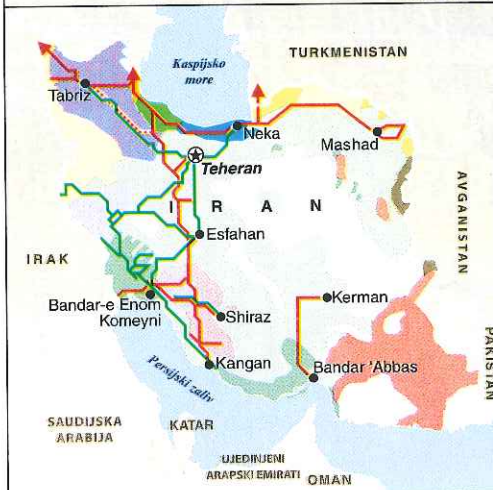 TURKMENISTAN
Kaspijsko
more
Tabriz
Neka
Mashad
Teheran
IRAN
AVGANISTAN
Esfahan
IRAK
Bandar-e Enom
Komeyni
Kerman
Shiraz
Kangan
Bandar 'Abbas
PAKISTAN
Persijski zaliv
SAUDIJSKA
ARABIJA
KATAR
UJEDINJENI
ARAPSKI EMIRATI
OMAN